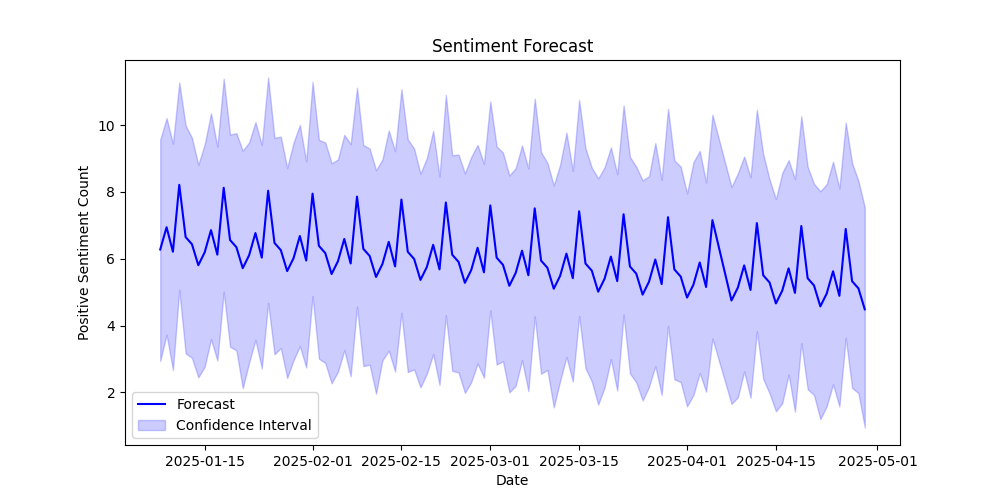 Sentiment Forecast
Positive Sentiment Count
10
8
6
4
2
Forecast
Confidence Interval
2025-01-15 2025-02-01 2025-02-15 2025-03-01 2025-03-15 2025-04-01 2025-04-15 2025-05-01
Date